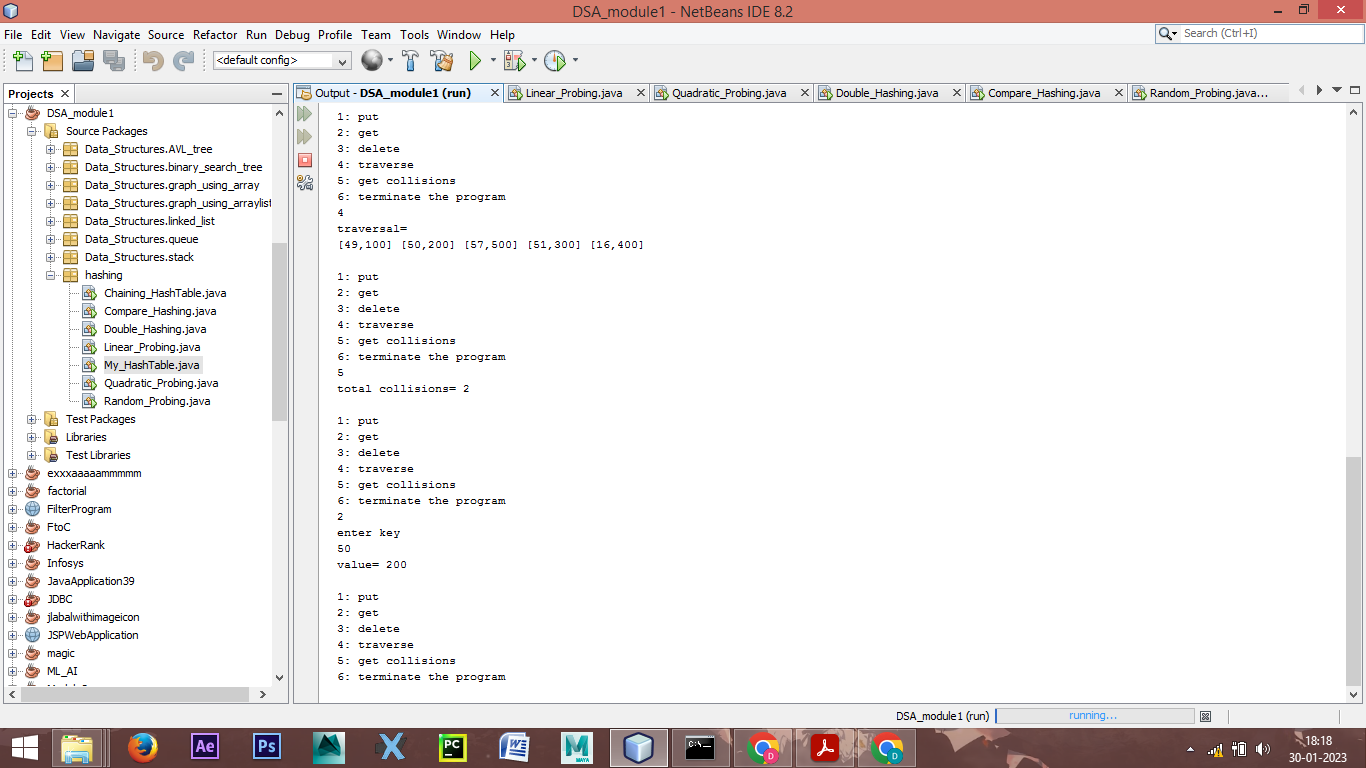 DSA_module1 - NetBeans IDE 8.2
File Edit View Navigate Source Refactor Run Debug Profile Team Tools Window Help
Search (Ctrl+I)
<default config>
Projects
DSA_module1
Source Packages
Data_Structures.AVL_tree
Data_Structures.binary_search_tree
Data_Structures.graph_using_array
Data_Structures.graph_using_arraylist
Data_Structures.linked_list
Data_Structures.queue
Data_Structures.stack
hashing
Chaining_HashTable.java
Compare_Hashing.java
Double_Hashing.java
Linear_Probing.java
My_HashTable.java
Quadratic_Probing.java
Random_Probing.java
Test Packages
Libraries
Test Libraries
exxxaaaaammmmm
factorial
FilterProgram
FtoC
HackerRank
Infosys
JavaApplication39
JDBC
jlabalwithimageicon
JSPWebApplication
magic
ML_AI
Output - DSA_module1 (run) Linear_Probing.java Quadratic_Probing.java Double_Hashing.java Compare_Hashing.java Random_Probing.java...
1: put
2: get
3: delete
4: traverse
5: get collisions
6: terminate the program
4
traversal=
[49,100] [50,200] [57,500] [51,300] [16,400]
1: put
2: get
3: delete
4: traverse
5: get collisions
6: terminate the program
5
total collisions= 2
1: put
2: get
3: delete
4: traverse
5: get collisions
6: terminate the program
2
enter key
50
value= 200
1: put
2: get
3: delete
4: traverse
5: get collisions
6: terminate the program
DSA_module1 (run) running...
Ae Ps PC W M MAYA C:\ D D
18:18
30-01-2023